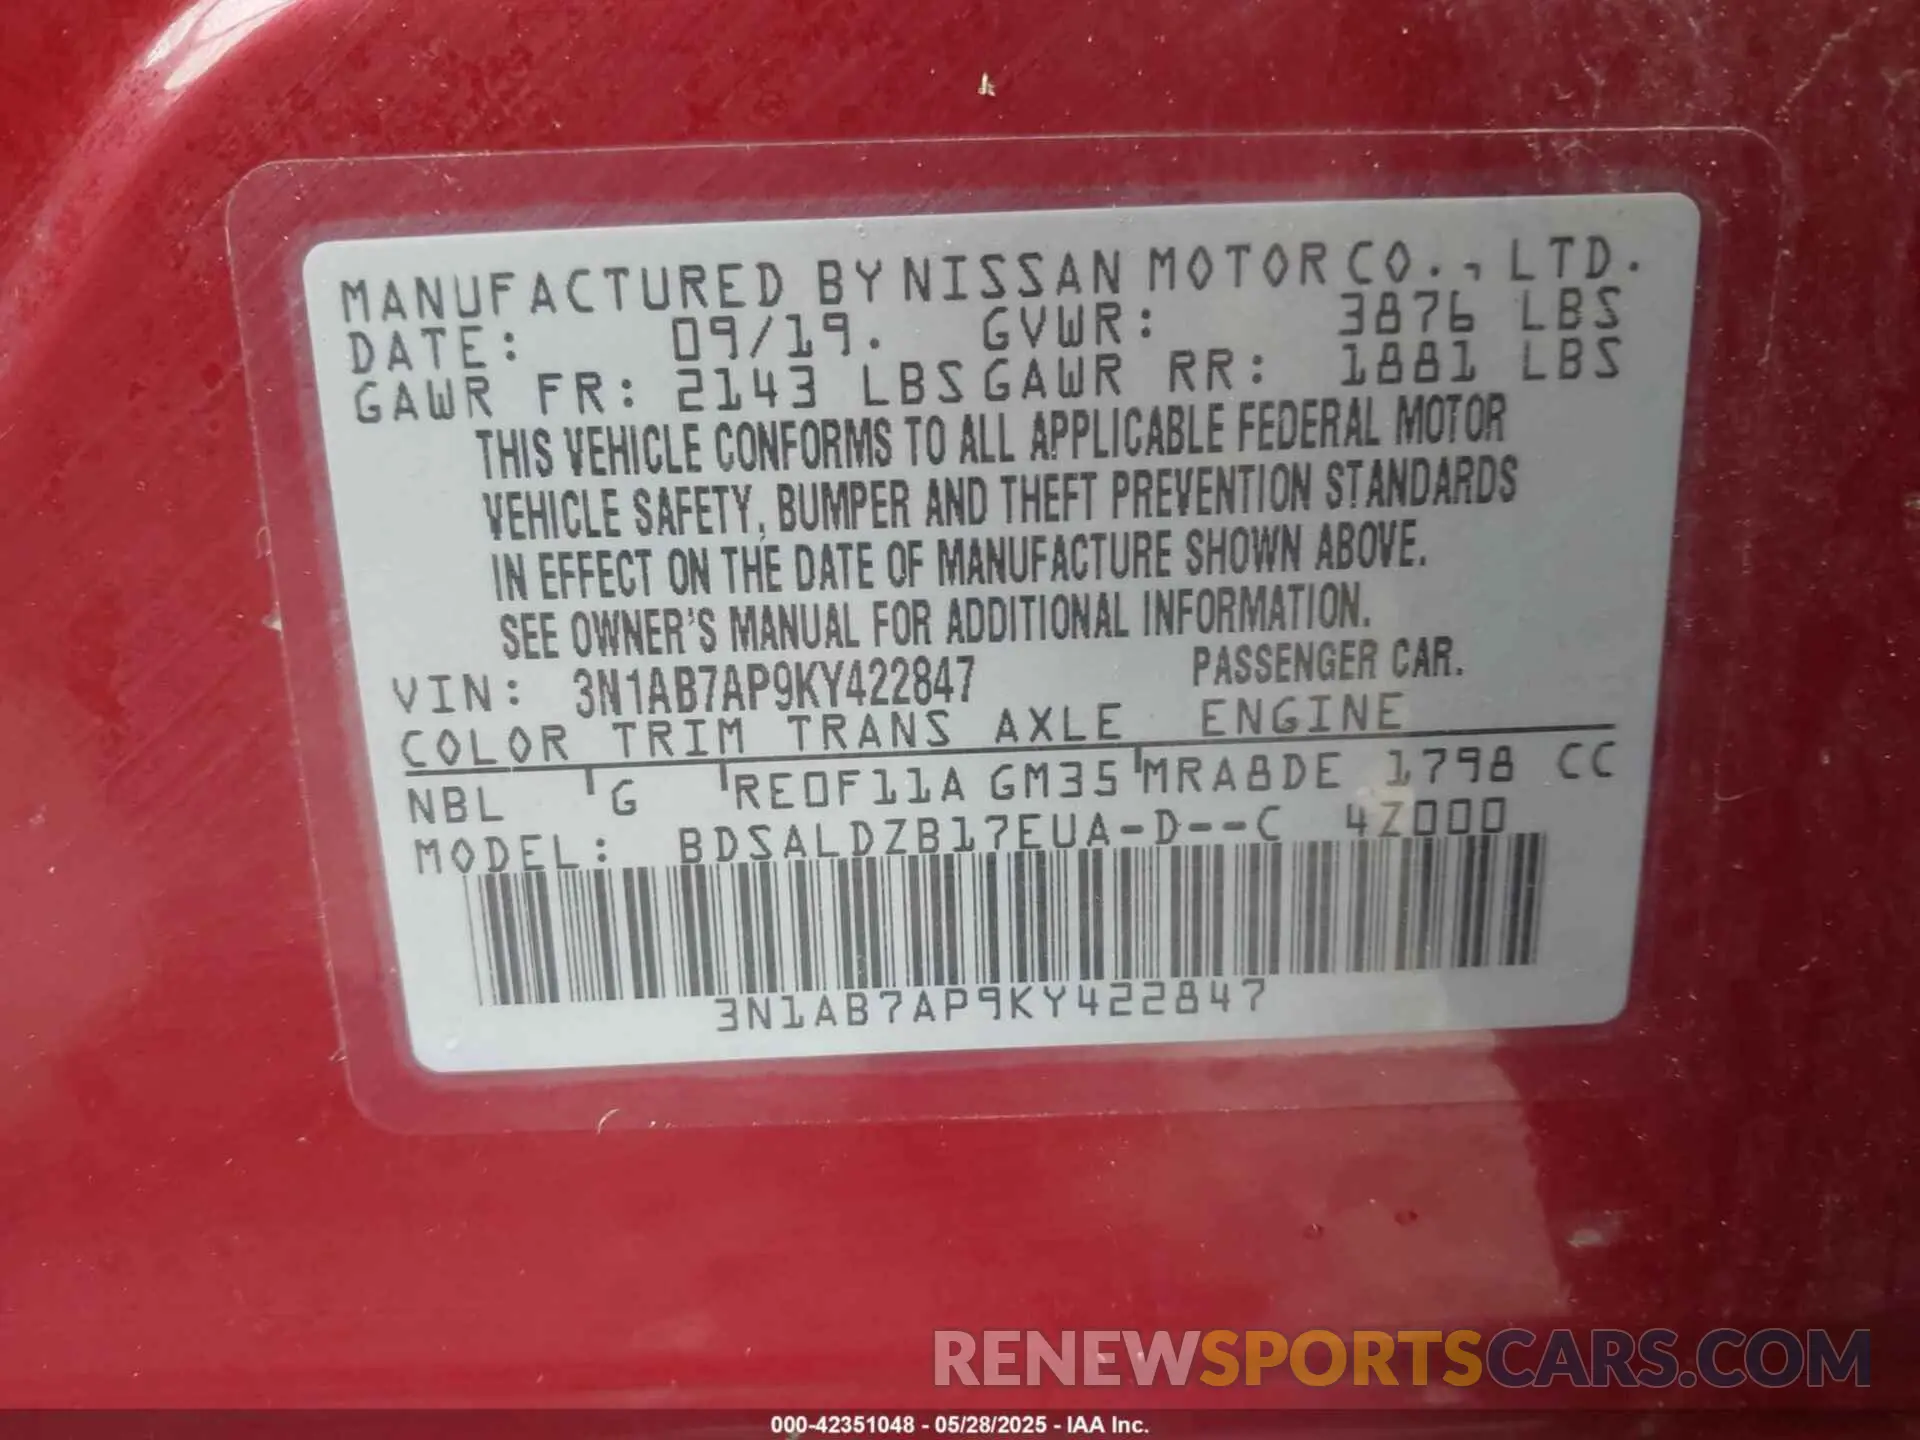 MANUFACTURED BY NISSAN MOTOR CO., LTD.
DATE: 09/19. GVWR: 3876 LBS
GAWR FR: 2143 LBS GAWR RR: 1881 LBS
THIS VEHICLE CONFORMS TO ALL APPLICABLE FEDERAL MOTOR
VEHICLE SAFETY, BUMPER AND THEFT PREVENTION STANDARDS
IN EFFECT ON THE DATE OF MANUFACTURE SHOWN ABOVE.
SEE OWNER'S MANUAL FOR ADDITIONAL INFORMATION.
VIN: 3N1AB7AP9KY422847 PASSENGER CAR.
COLOR TRIM TRANS AXLE ENGINE
NBL G RE0F11A GM35 MRA8DE 1798 CC
MODEL: BDSALDZB17EUA-D--C 4Z000
3N1AB7AP9KY422847
RENEWSPORTSCARS.COM
000-42351048 - 05/28/2025 - IAA Inc.